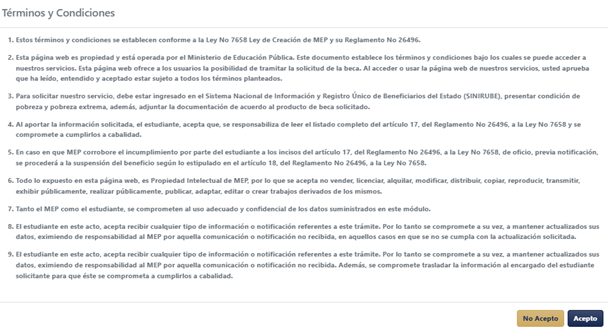 Términos y Condiciones
1. Estos términos y condiciones se establecen conforme a la Ley No 7658 Ley de Creación de MEP y su Reglamento No 26496.
2. Esta página web es propiedad y está operada por el Ministerio de Educación Pública. Este documento establece los términos y condiciones bajo los cuales se puede acceder a
nuestros servicios. Esta página web ofrece a los usuarios la posibilidad de tramitar la solicitud de la beca. Al acceder o usar la página web de nuestros servicios, usted aprueba
que ha leído, entendido y aceptado estar sujeto a todos los términos planteados.
3. Para solicitar nuestro servicio, debe estar ingresado en el Sistema Nacional de Información y Registro Único de Beneficiarios del Estado (SINIRUBE), presentar condición de
pobreza y pobreza extrema, además, adjuntar la documentación de acuerdo al producto de beca solicitado.
4. Al aportar la información solicitada, el estudiante, acepta que, se responsabiliza de leer el listado completo del artículo 17, del Reglamento No 26496, a la Ley No 7658 y se
compromete a cumplirlos a cabalidad.
5. En caso en que MEP corrobore el incumplimiento por parte del estudiante a los incisos del artículo 17, del Reglamento No 26496, a la Ley No 7658, de oficio, previa notificación,
se procederá a la suspensión del beneficio según lo estipulado en el artículo 18, del Reglamento No 26496, a la Ley No 7658.
6. Todo lo expuesto en esta página web, es Propiedad Intelectual de MEP, por lo que se acepta no vender, licenciar, alquilar, modificar, distribuir, copiar, reproducir, transmitir,
exhibir públicamente, realizar públicamente, publicar, adaptar, editar o crear trabajos derivados de los mismos.
7. Tanto el MEP como el estudiante, se comprometen al uso adecuado y confidencial de los datos suministrados en este módulo.
8. El estudiante en este acto, acepta recibir cualquier tipo de información o notificación referentes a este trámite. Por lo tanto se compromete a su vez, a mantener actualizados sus
datos, eximiendo de responsabilidad al MEP por aquella comunicación o notificación no recibida, en aquellos casos en que se no se cumpla con la actualización solicitada.
9. El estudiante en este acto, acepta recibir cualquier tipo de información o notificación referentes a este trámite. Por lo tanto se compromete a su vez, a mantener actualizados sus
datos, eximiendo de responsabilidad al MEP por aquella comunicación o notificación no recibida. Además, se compromete trasladar la información al encargado del estudiante
solicitante para que éste se comprometa a cumplirlos a cabalidad.
No Acepto Acepto